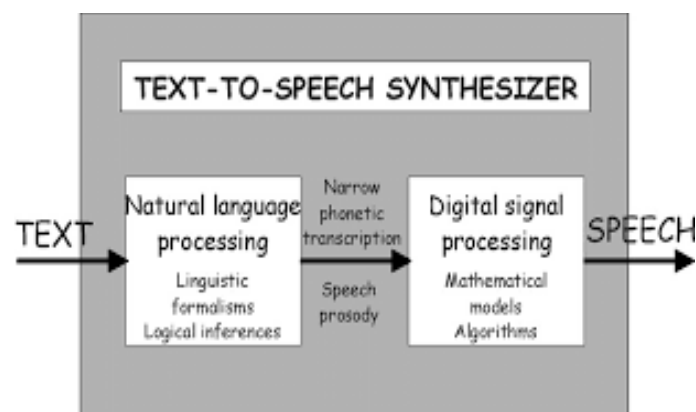 TEXT-TO-SPEECH SYNTHESIZER
TEXT
Natural language
processing
Linguistic
formalisms
Logical inferences
Narrow
phonetic
transcription
Speech
prosody
Digital signal
processing
Mathematical
models
Algorithms
SPEECH